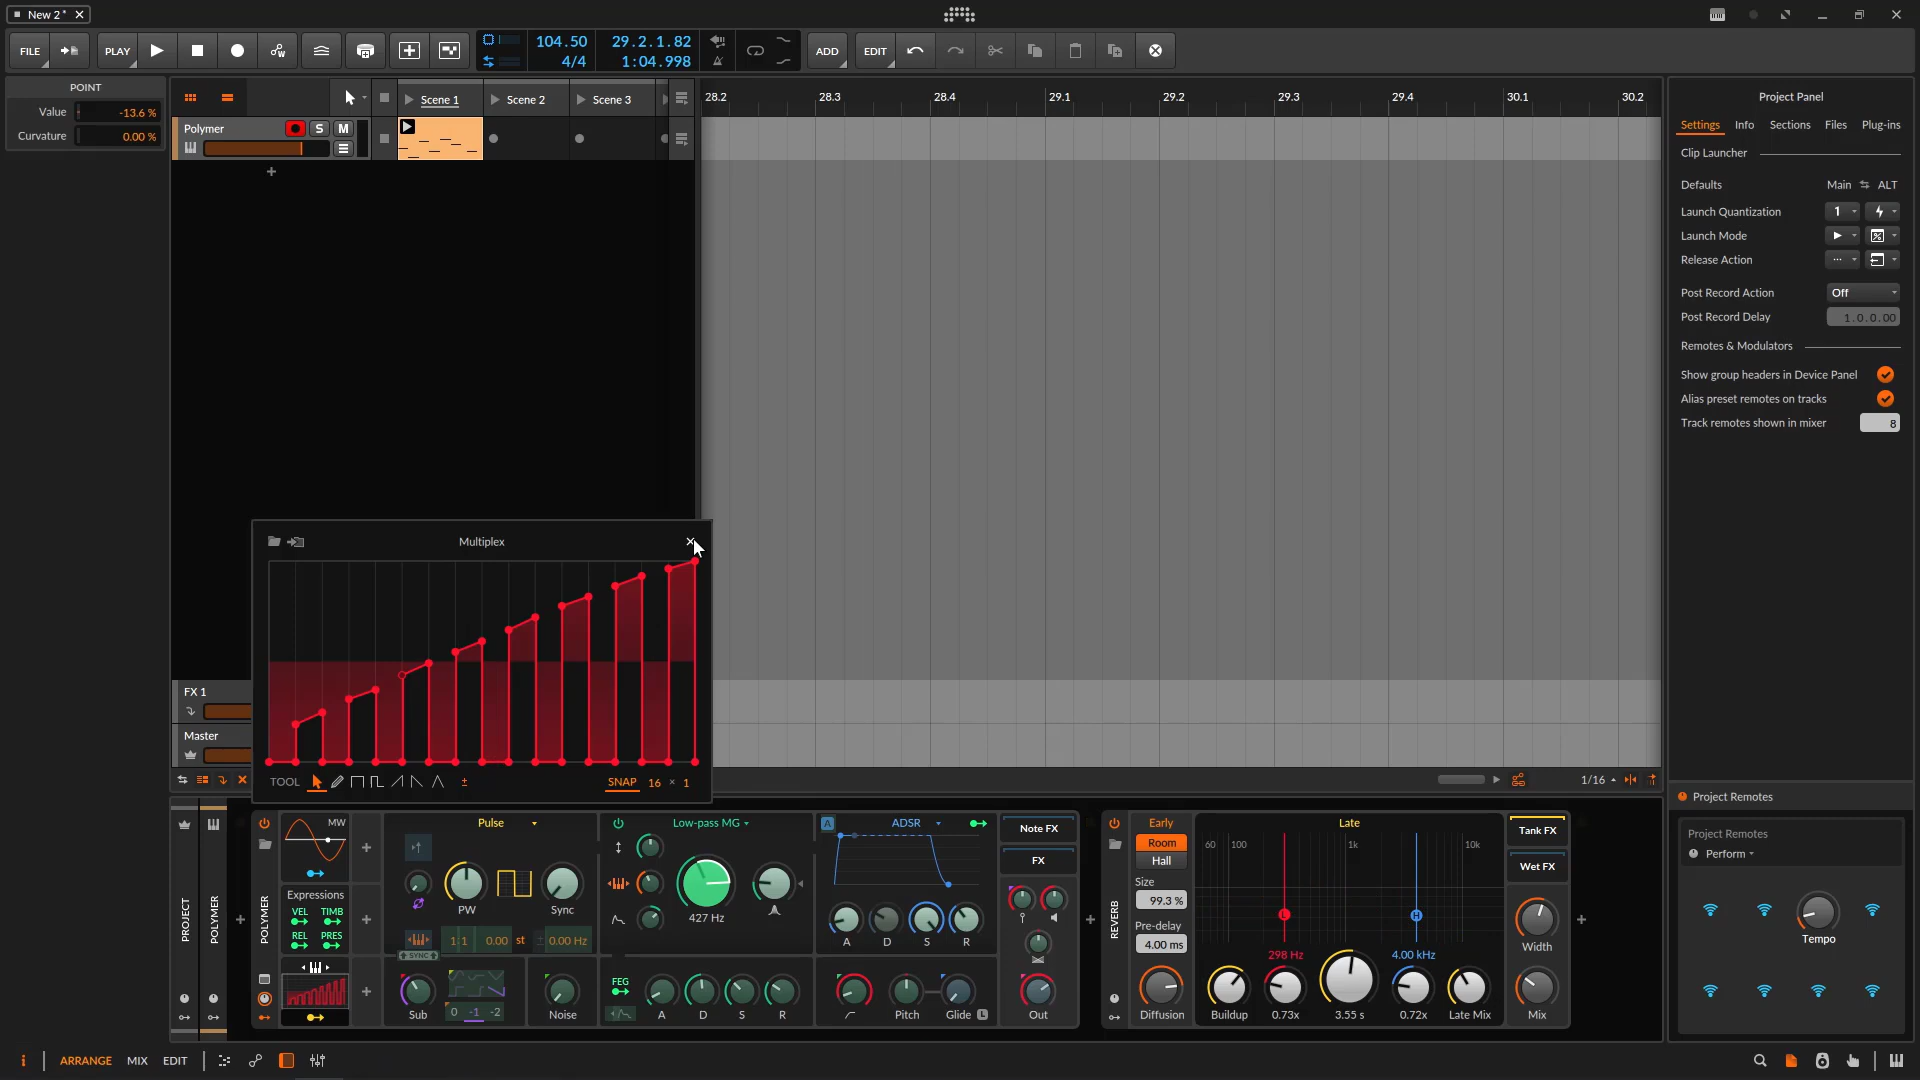 New 2*
FILE
PLAY
104.50
4/4
29.2.1.82
1:04.998
ADD
EDIT
POINT
Value -13.6 %
Curvature 0.00 %
Scene 1
Scene 2
Scene 3
Polymer
S
M
28.2 28.3 28.4 29.1 29.2 29.3 29.4 30.1 30.2
FX 1
Master
Multiplex
TOOL
SNAP 16 × 1
1/16
Project Panel
Settings Info Sections Files Plug-ins
Clip Launcher
Defaults Main ALT
Launch Quantization 1
Launch Mode
Release Action
Post Record Action Off
Post Record Delay 1.0.0.00
Remotes & Modulators
Show group headers in Device Panel
Alias preset remotes on tracks
Track remotes shown in mixer 8
Project Remotes
Project Remotes
Perform
Tempo
PROJECT
POLYMER
POLYMER
MW
Expressions
VEL TIMB
REL PRES
Pulse
PW
Sync
1:1 0.00 st ± 0.00 Hz
SYNC
Sub
0 -1 -2
Noise
Low-pass MG
427 Hz
FEG
A D S R
A
ADSR
A D S R
Pitch
Glide L
Note FX
FX
Out
REVERB
Early
Room
Hall
Size
99.3 %
Pre-delay
4.00 ms
Diffusion
Late
60 100 1k 10k
L
H
298 Hz
4.00 kHz
Buildup
0.73x
3.55 s
0.72x
Late Mix
Tank FX
Wet FX
Width
Mix
i
ARRANGE MIX EDIT